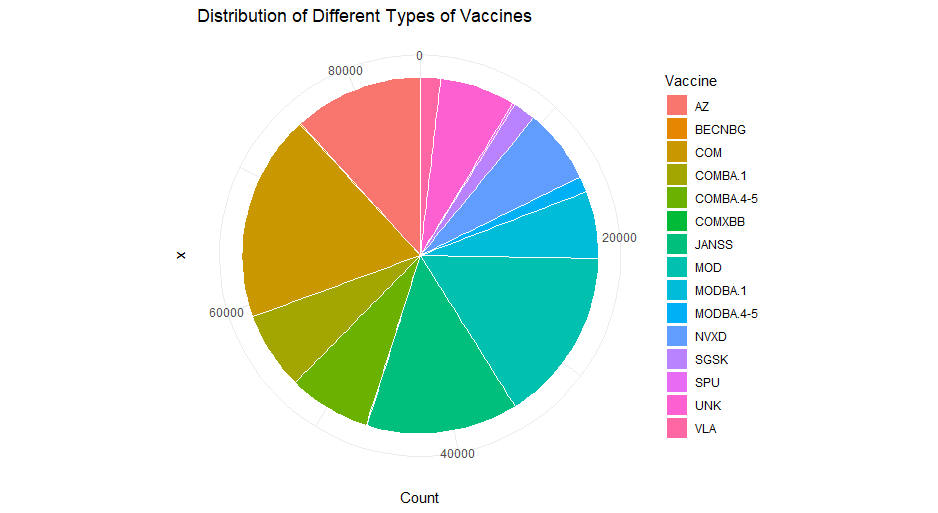 Distribution of Different Types of Vaccines
0
80000
20000
60000
40000
x
Count
Vaccine
AZ
BECNBG
COM
COMBA.1
COMBA.4-5
COMXBB
JANSS
MOD
MODBA.1
MODBA.4-5
NVXD
SGSK
SPU
UNK
VLA